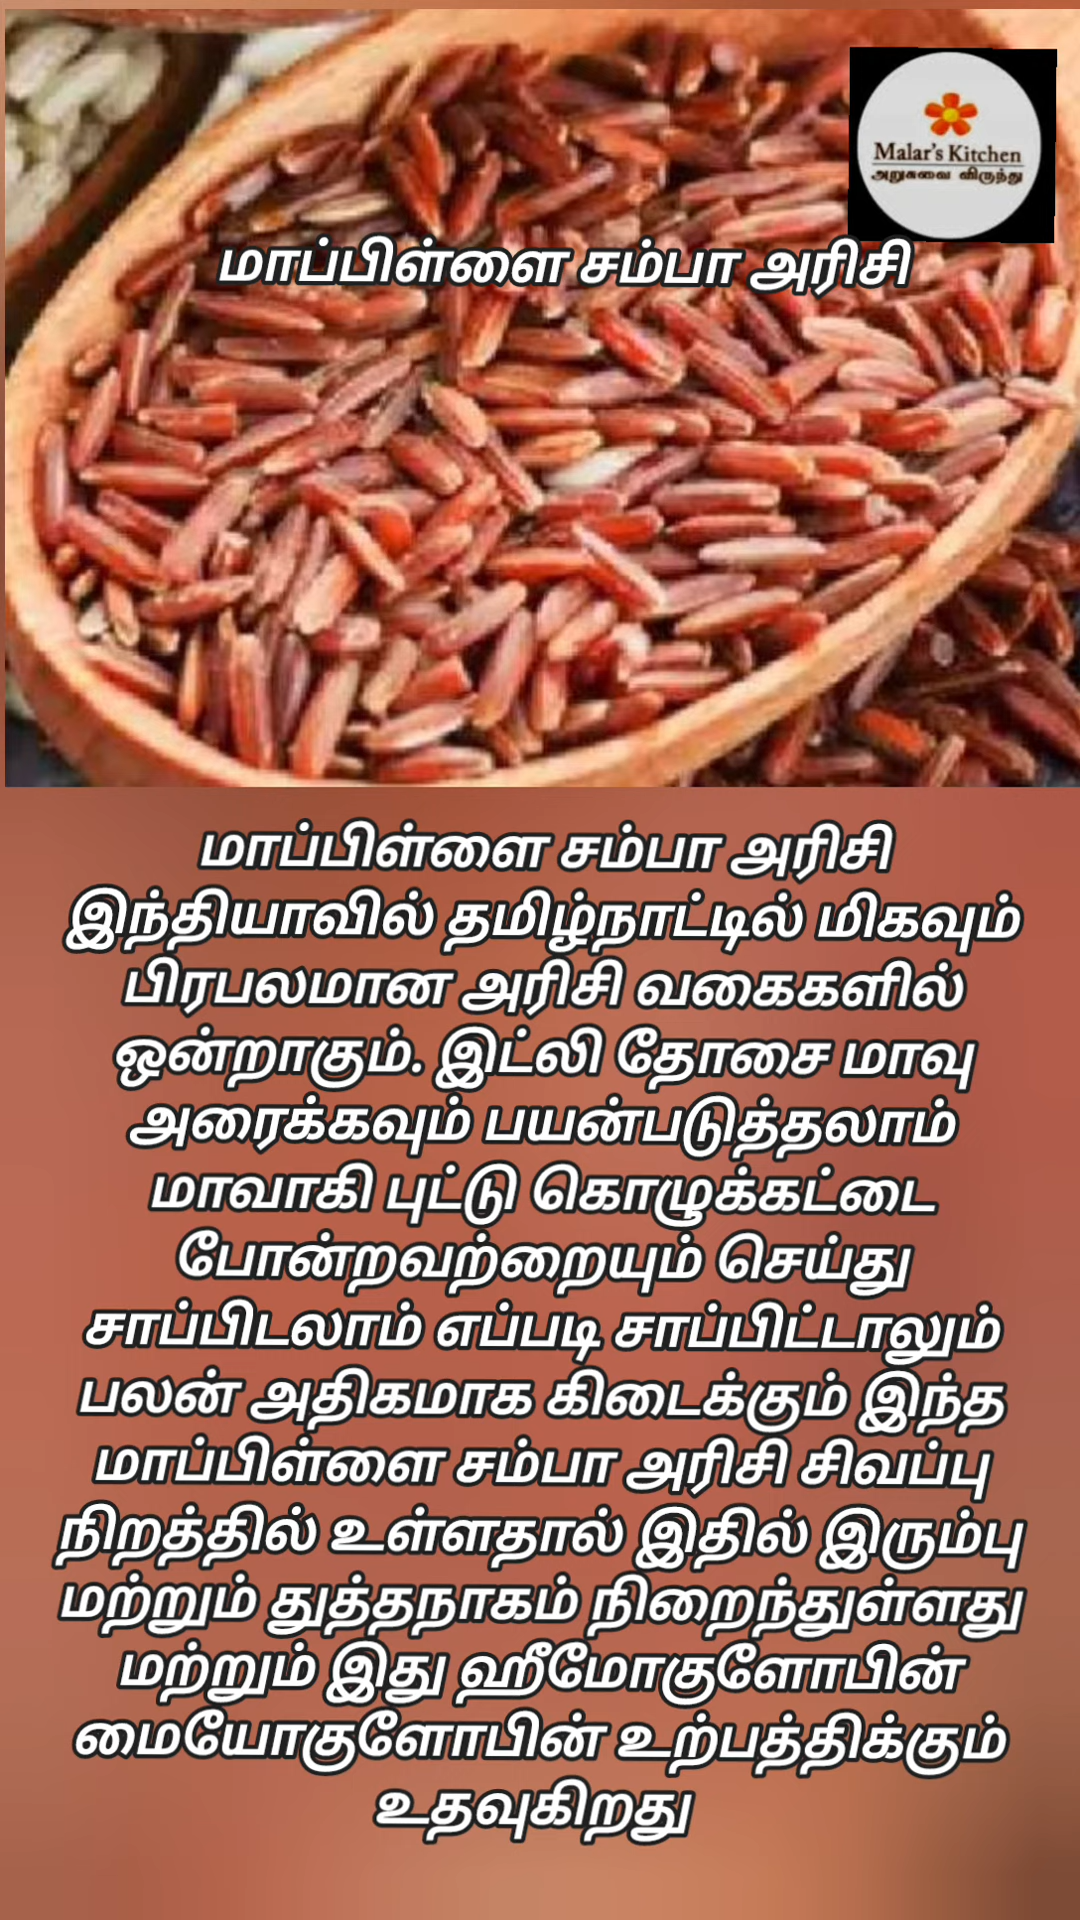 Malar's Kitchen
அறுசுவை விருந்து
மாப்பிள்ளை சம்பா அரிசி
மாப்பிள்ளை சம்பா அரிசி
இந்தியாவில் தமிழ்நாட்டில் மிகவும்
பிரபலமான அரிசி வகைகளில்
ஒன்றாகும். இட்லி தோசை மாவு
அரைக்கவும் பயன்படுத்தலாம்
மாவாகி புட்டு கொழுக்கட்டை
போன்றவற்றையும் செய்து
சாப்பிடலாம் எப்படி சாப்பிட்டாலும்
பலன் அதிகமாக கிடைக்கும் இந்த
மாப்பிள்ளை சம்பா அரிசி சிவப்பு
நிறத்தில் உள்ளதால் இதில் இரும்பு
மற்றும் துத்தநாகம் நிறைந்துள்ளது
மற்றும் இது ஹீமோகுளோபின்
மையோகுளோபின் உற்பத்திக்கும்
உதவுகிறது